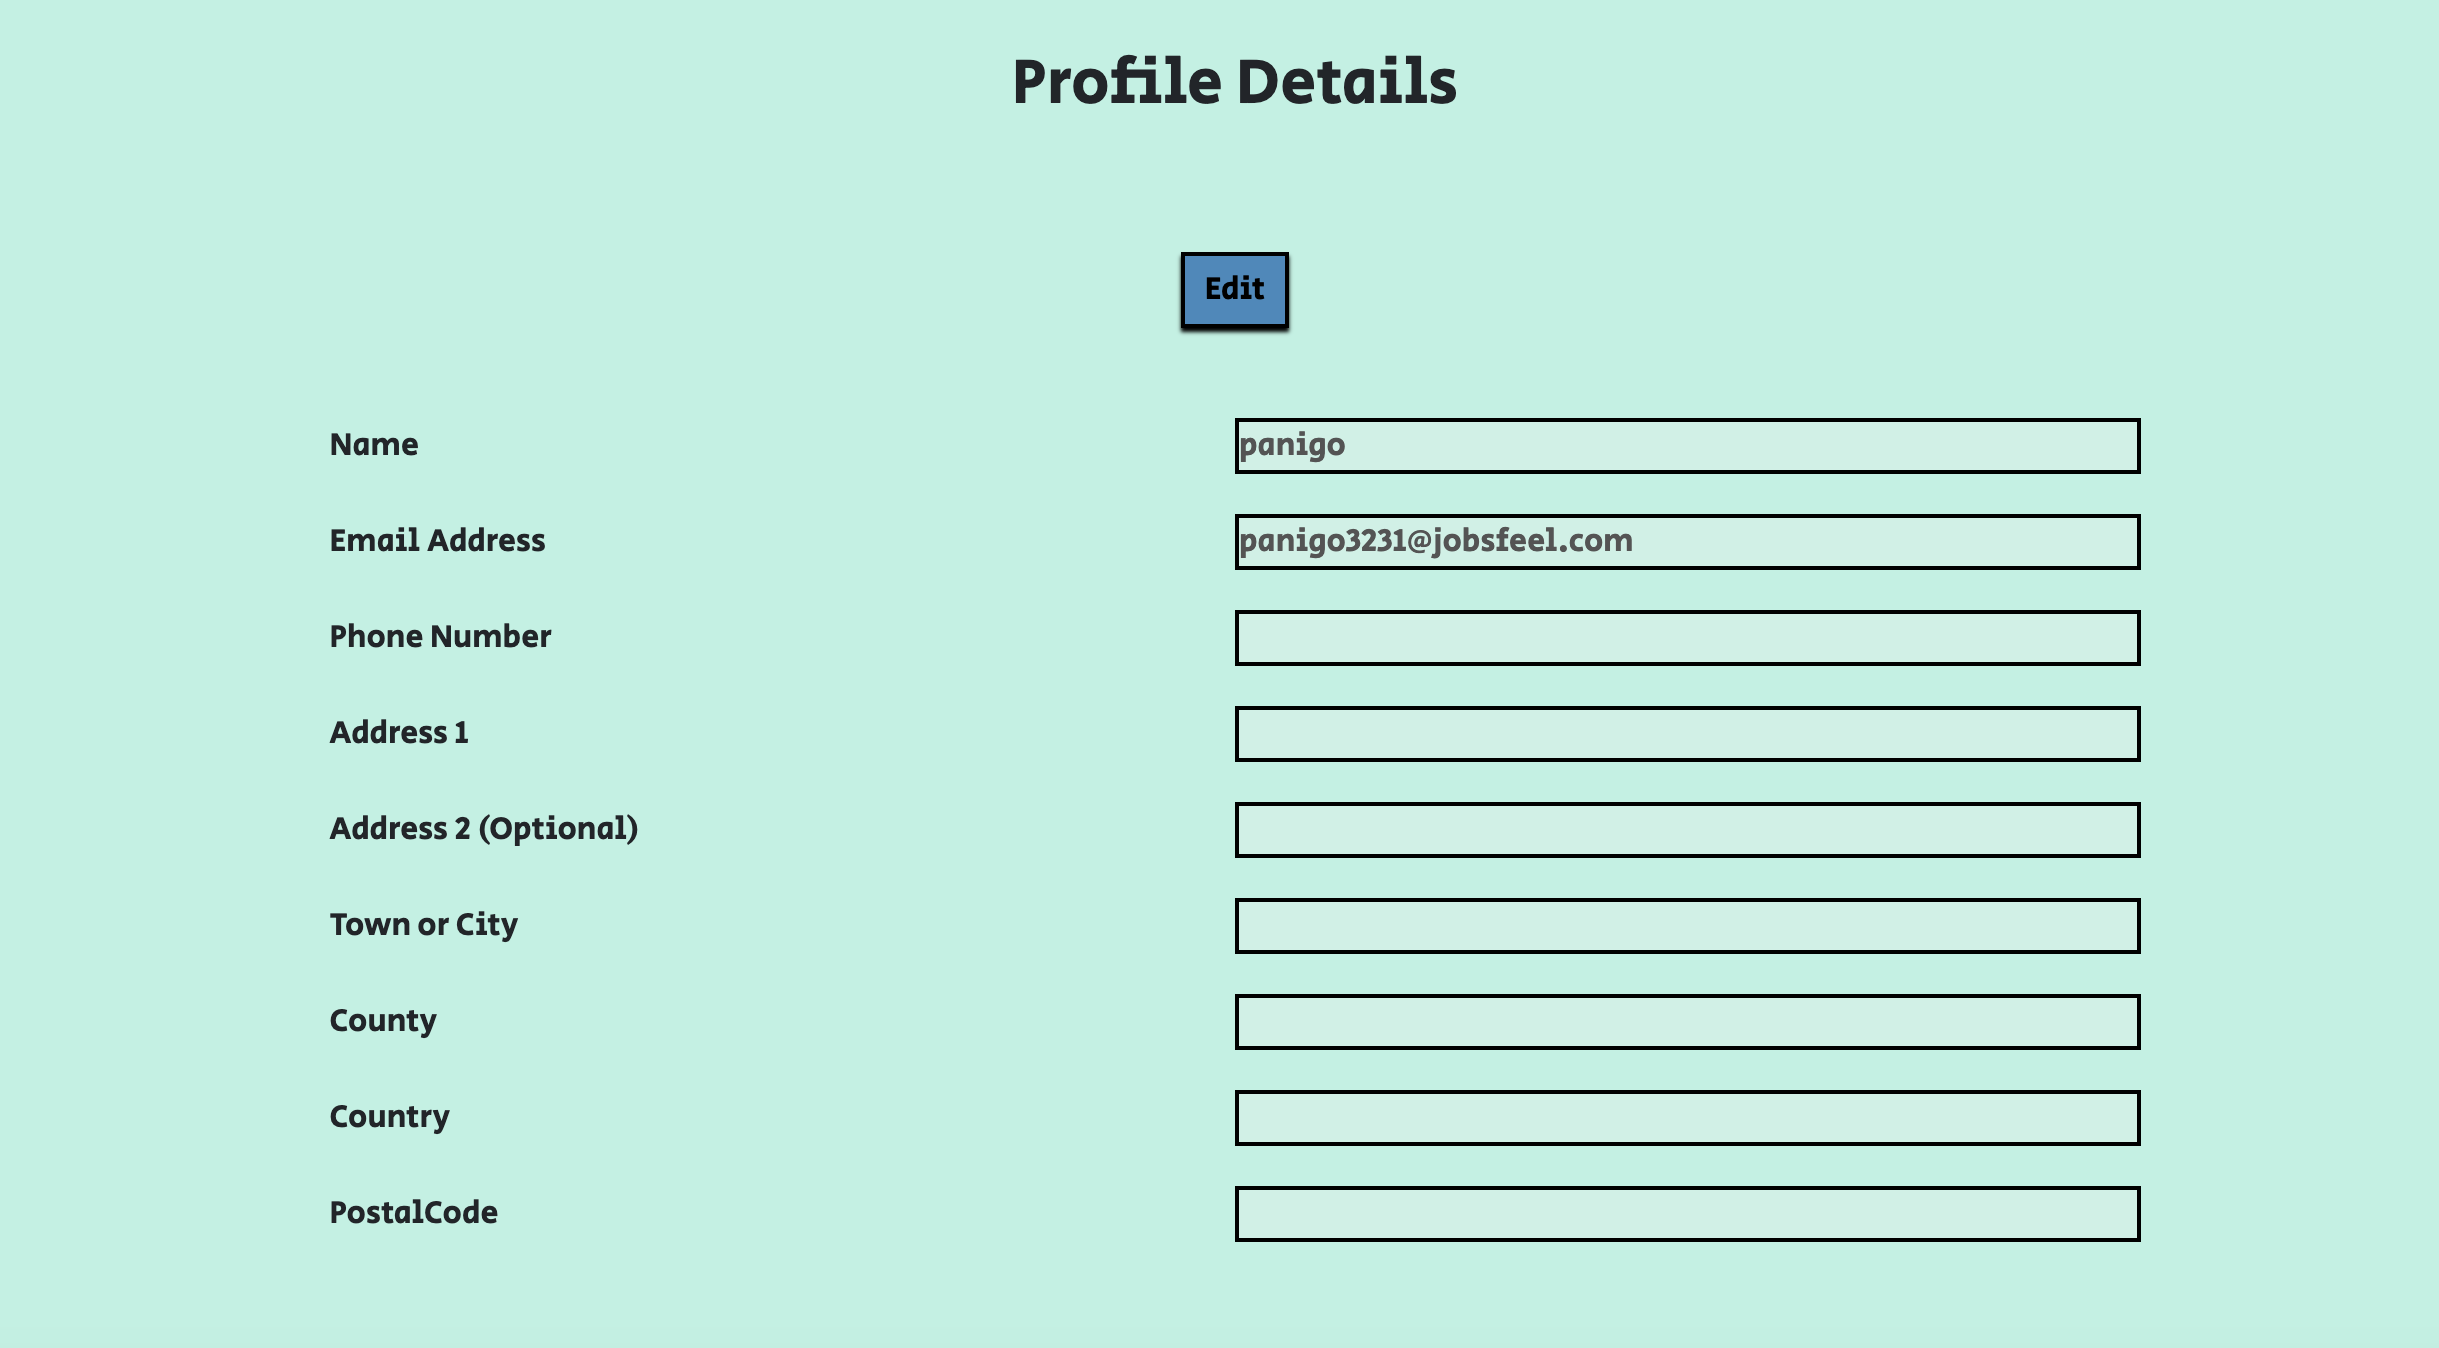 Profile Details
Edit
Name
panigo
Email Address
panigo3231@jobsfeel.com
Phone Number
Address 1
Address 2 (Optional)
Town or City
County
Country
PostalCode